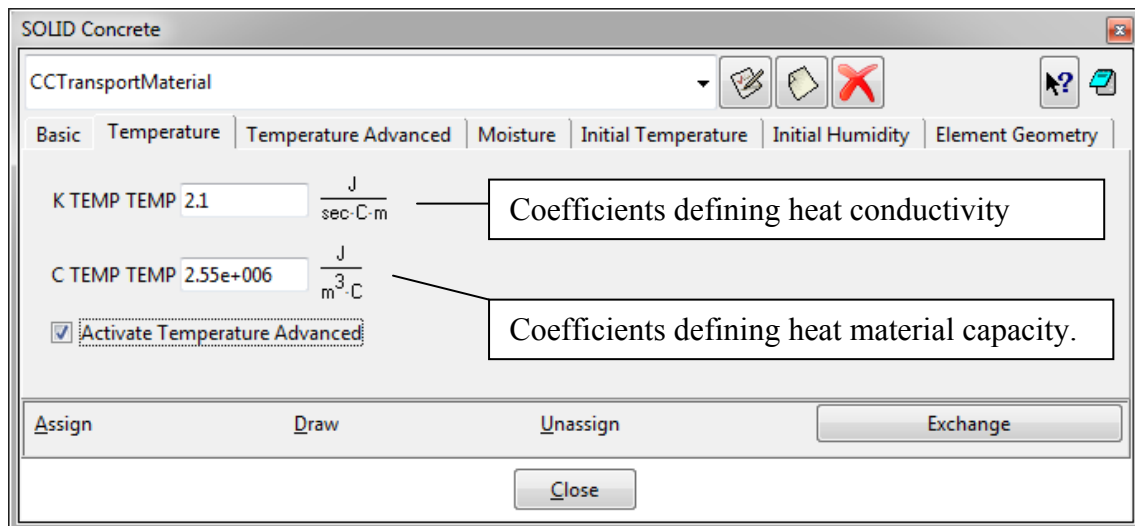 SOLID Concrete
CCTransportMaterial
Basic Temperature Temperature Advanced Moisture Initial Temperature Initial Humidity Element Geometry
K TEMP TEMP 2.1 J
sec·C·m
Coefficients defining heat conductivity
C TEMP TEMP 2.55e+006 J
m³·C
Coefficients defining heat material capacity.
Activate Temperature Advanced
Assign Draw Unassign Exchange
Close